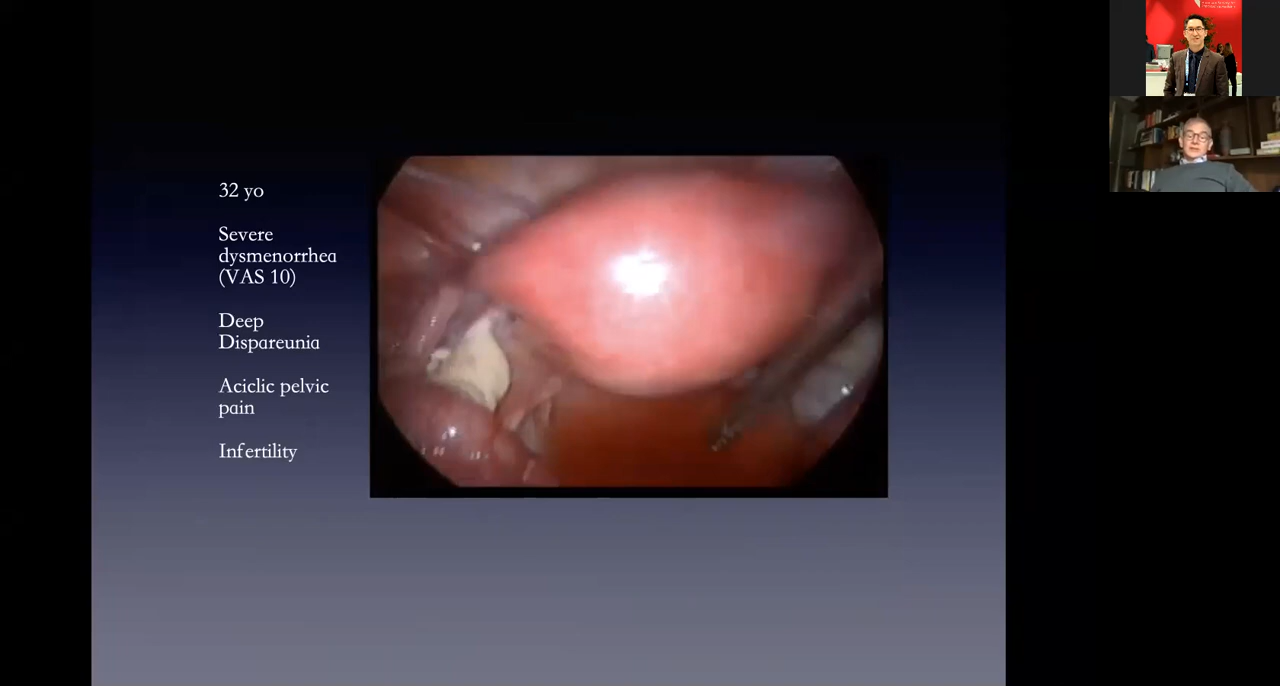 32 yo
Severe
dysmenorrhea
(VAS 10)
Deep
Dispareunia
Aciclic pelvic
pain
Infertility